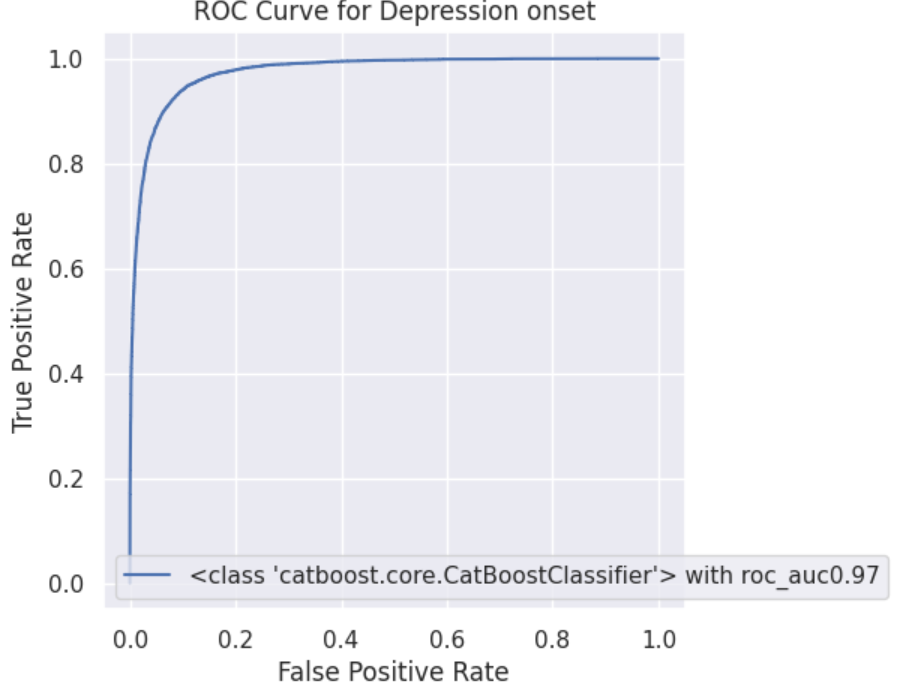 ROC Curve for Depression onset
1.0
0.8
0.6
0.4
0.2
0.0
True Positive Rate
<class 'catboost.core.CatBoostClassifier'> with roc_auc0.97
0.0 0.2 0.4 0.6 0.8 1.0
False Positive Rate